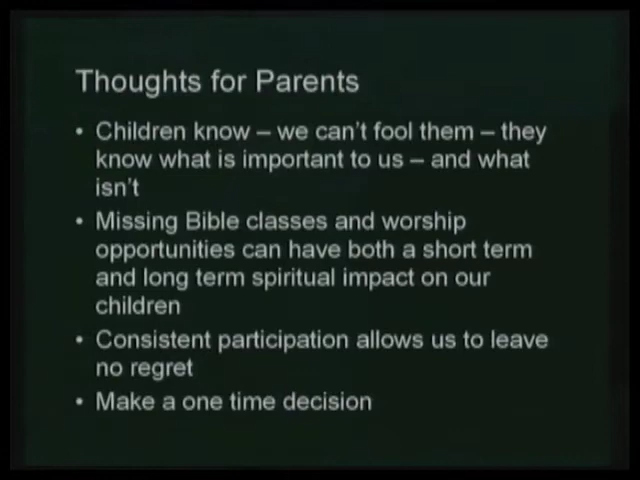 Thoughts for Parents
• Children know – we can't fool them – they
know what is important to us – and what
isn't
• Missing Bible classes and worship
opportunities can have both a short term
and long term spiritual impact on our
children
• Consistent participation allows us to leave
no regret
• Make a one time decision